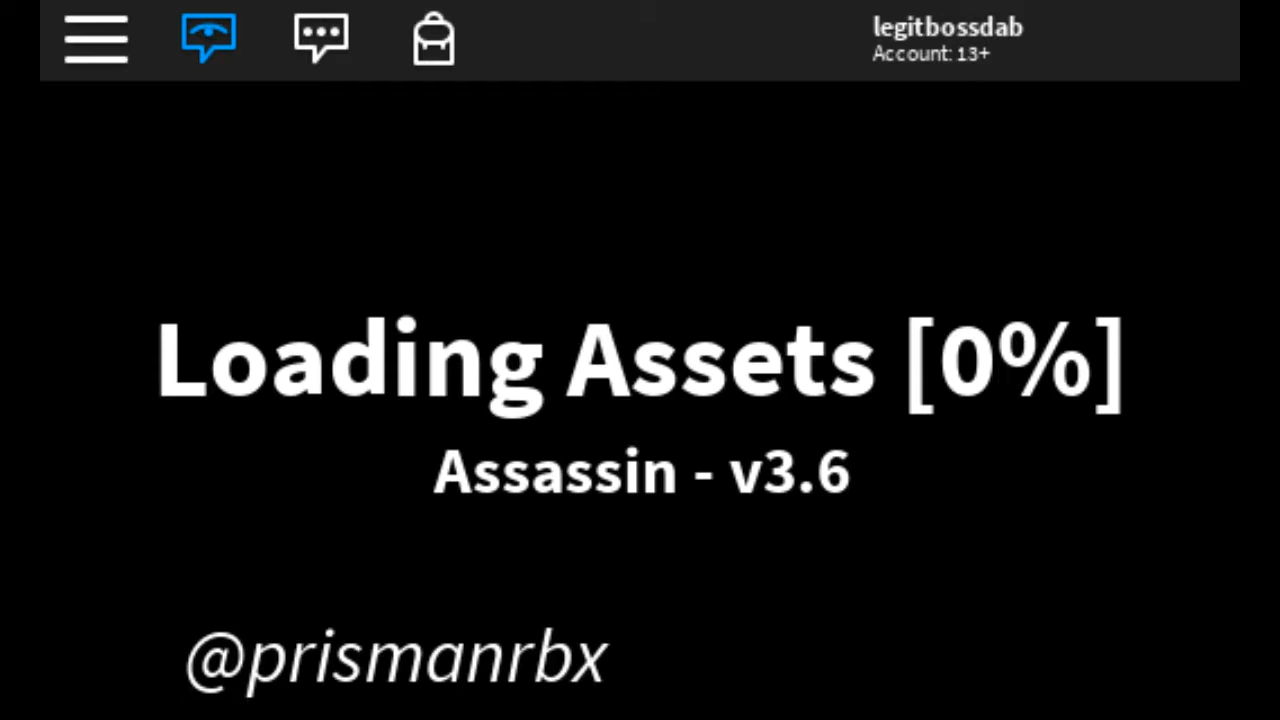 legitbossdab
Account: 13+
Loading Assets [0%]
Assassin - v3.6
@prismanrbx